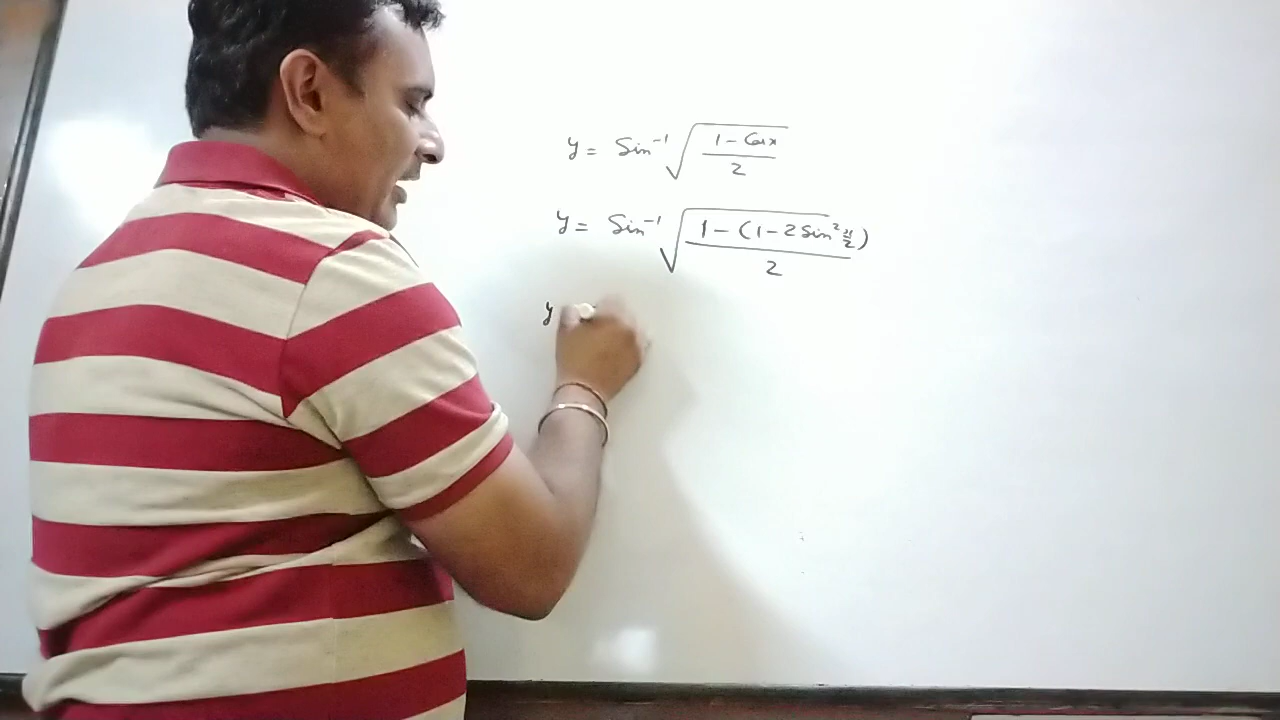 y = Sin⁻¹ √((1 - Cos x)/2)
y = Sin⁻¹ √((1 - (1 - 2 Sin² x/2))/2)
y